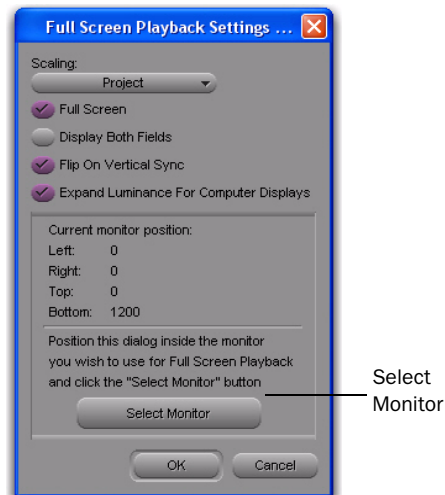 Full Screen Playback Settings ...
Scaling:
Project
Full Screen
Display Both Fields
Flip On Vertical Sync
Expand Luminance For Computer Displays
Current monitor position:
Left: 0
Right: 0
Top: 0
Bottom: 1200
Position this dialog inside the monitor
you wish to use for Full Screen Playback
and click the "Select Monitor" button
Select Monitor
OK Cancel
Select
Monitor